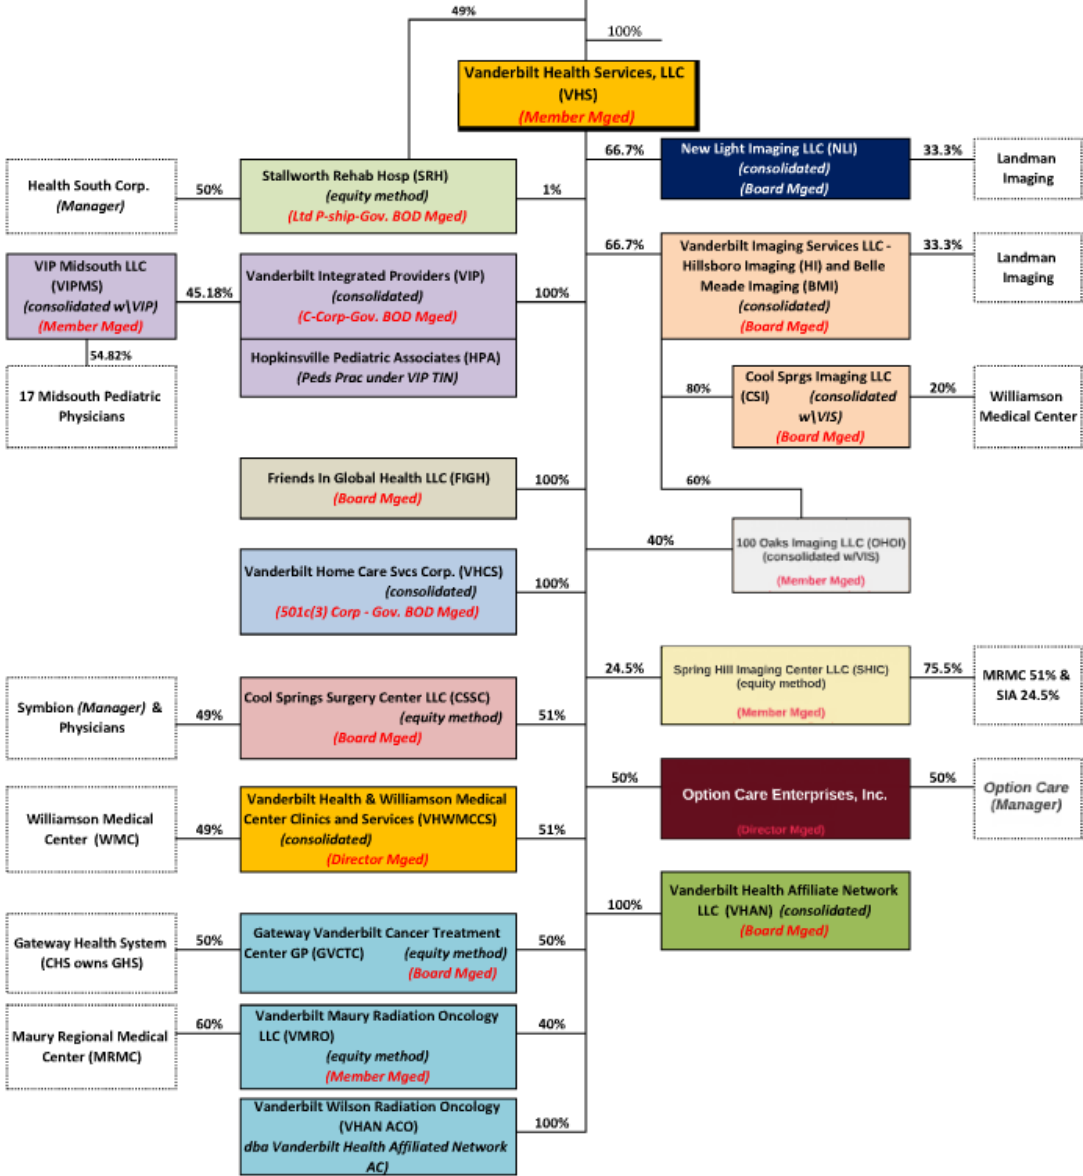 49%
100%
Vanderbilt Health Services, LLC
(VHS)
(Member Mged)
66.7%
New Light Imaging LLC (NLI)
(consolidated)
(Board Mged)
33.3%
Landman
Imaging
Health South Corp.
(Manager)
50%
Stallworth Rehab Hosp (SRH)
(equity method)
(Ltd P-ship-Gov. BOD Mged)
1%
66.7%
Vanderbilt Imaging Services LLC -
Hillsboro Imaging (HI) and Belle
Meade Imaging (BMI)
(consolidated)
(Board Mged)
33.3%
Landman
Imaging
VIP Midsouth LLC
(VIPMS)
(consolidated w\VIP)
(Member Mged)
45.18%
Vanderbilt Integrated Providers (VIP)
(consolidated)
(C-Corp-Gov. BOD Mged)
100%
54.82%
Hopkinsville Pediatric Associates (HPA)
(Peds Prac under VIP TIN)
17 Midsouth Pediatric
Physicians
80%
Cool Sprgs Imaging LLC
(CSI) (consolidated
w\VIS)
(Board Mged)
20%
Williamson
Medical Center
Friends In Global Health LLC (FIGH)
(Board Mged)
100%
60%
40%
100 Oaks Imaging LLC (OHOI)
(consolidated w/VIS)
(Member Mged)
Vanderbilt Home Care Svcs Corp. (VHCS)
(consolidated)
(501c(3) Corp - Gov. BOD Mged)
100%
24.5%
Spring Hill Imaging Center LLC (SHIC)
(equity method)
(Member Mged)
75.5%
MRMC 51% &
SIA 24.5%
Symbion (Manager) &
Physicians
49%
Cool Springs Surgery Center LLC (CSSC)
(equity method)
(Board Mged)
51%
50%
Option Care Enterprises, Inc.
(Director Mged)
50%
Option Care
(Manager)
Williamson Medical
Center (WMC)
49%
Vanderbilt Health & Williamson Medical
Center Clinics and Services (VHWMCCS)
(consolidated)
(Director Mged)
51%
100%
Vanderbilt Health Affiliate Network
LLC (VHAN) (consolidated)
(Board Mged)
Gateway Health System
(CHS owns GHS)
50%
Gateway Vanderbilt Cancer Treatment
Center GP (GVCTC) (equity method)
(Board Mged)
50%
Maury Regional Medical
Center (MRMC)
60%
Vanderbilt Maury Radiation Oncology
LLC (VMRO)
(equity method)
(Member Mged)
40%
Vanderbilt Wilson Radiation Oncology
(VHAN ACO)
dba Vanderbilt Health Affiliated Network
AC)
100%